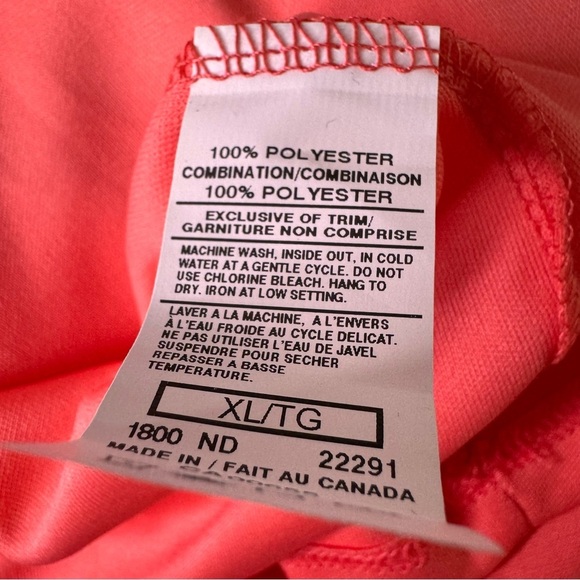 100% POLYESTER
COMBINATION/COMBINAISON
100% POLYESTER
EXCLUSIVE OF TRIM/
GARNITURE NON COMPRISE
MACHINE WASH, INSIDE OUT, IN COLD
WATER AT A GENTLE CYCLE. DO NOT
USE CHLORINE BLEACH. HANG TO
DRY. IRON AT LOW SETTING.
LAVER A LA MACHINE, A L'ENVERS
À L'EAU FROIDE AU CYCLE DELICAT.
NE PAS UTILISER L'EAU DE JAVEL
SUSPENDRE POUR SECHER
REPASSER A BASSE
TEMPERATURE.
XL/TG
1800 ND 22291
MADE IN / FAIT AU CANADA